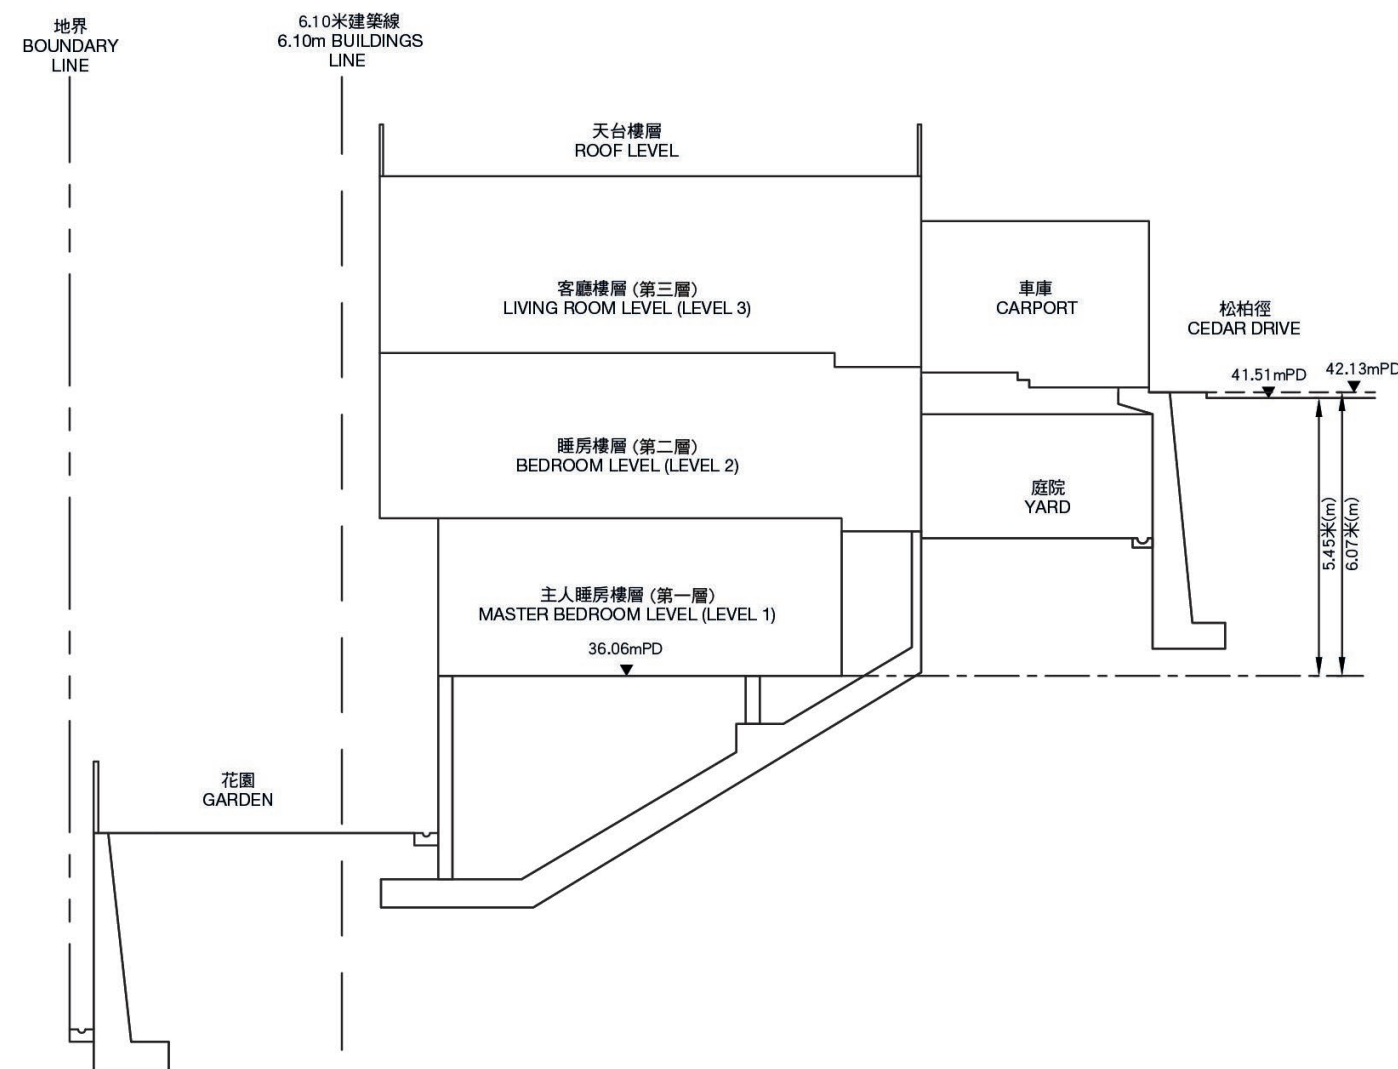 地界
BOUNDARY
LINE
6.10米建築線
6.10m BUILDINGS
LINE
天台樓層
ROOF LEVEL
客廳樓層 (第三層)
LIVING ROOM LEVEL (LEVEL 3)
車庫
CARPORT
松柏徑
CEDAR DRIVE
41.51mPD
42.13mPD
睡房樓層 (第二層)
BEDROOM LEVEL (LEVEL 2)
庭院
YARD
5.45米(m)
6.07米(m)
主人睡房樓層 (第一層)
MASTER BEDROOM LEVEL (LEVEL 1)
36.06mPD
花園
GARDEN